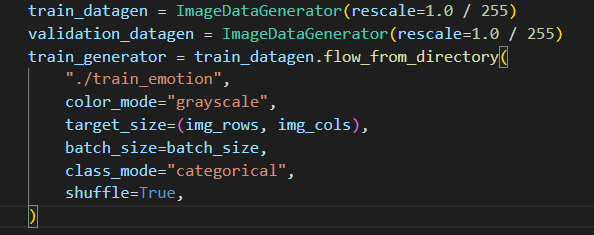 train_datagen = ImageDataGenerator(rescale=1.0 / 255)
validation_datagen = ImageDataGenerator(rescale=1.0 / 255)
train_generator = train_datagen.flow_from_directory(
    "./train_emotion",
    color_mode="grayscale",
    target_size=(img_rows, img_cols),
    batch_size=batch_size,
    class_mode="categorical",
    shuffle=True,
)